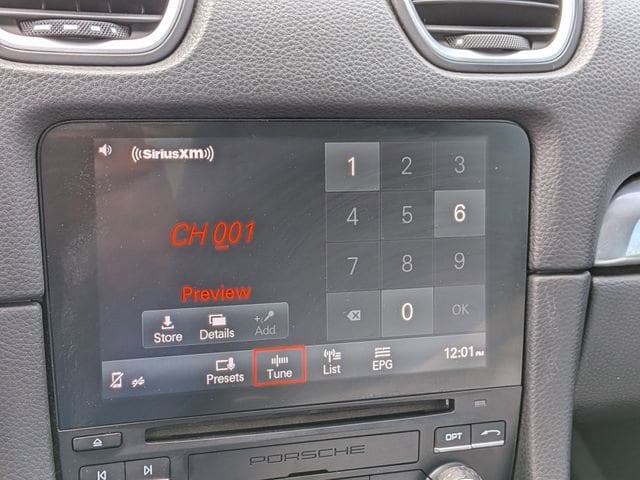 ((SiriusXM))
1 2 3
CH 001
4 5 6
7 8 9
Preview
0 OK
Store Details Add
Presets Tune List EPG 12:01 PM
PORSCHE OPT